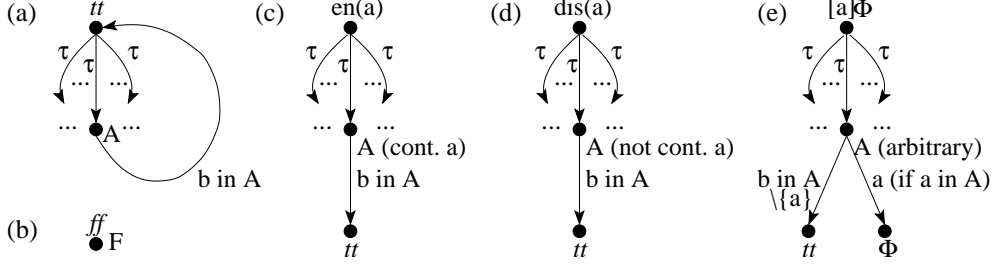 (a)
tt
τ
τ
τ
... ...
... A ...
b in A
(b)
ff
F
(c)
en(a)
τ
τ
τ
... ...
... ...
A (cont. a)
b in A
tt
(d)
dis(a)
τ
τ
τ
... ...
... ...
A (not cont. a)
b in A
tt
(e)
[a]Φ
τ
τ
τ
... ...
... ...
A (arbitrary)
b in A
\{a}
a (if a in A)
tt
Φ